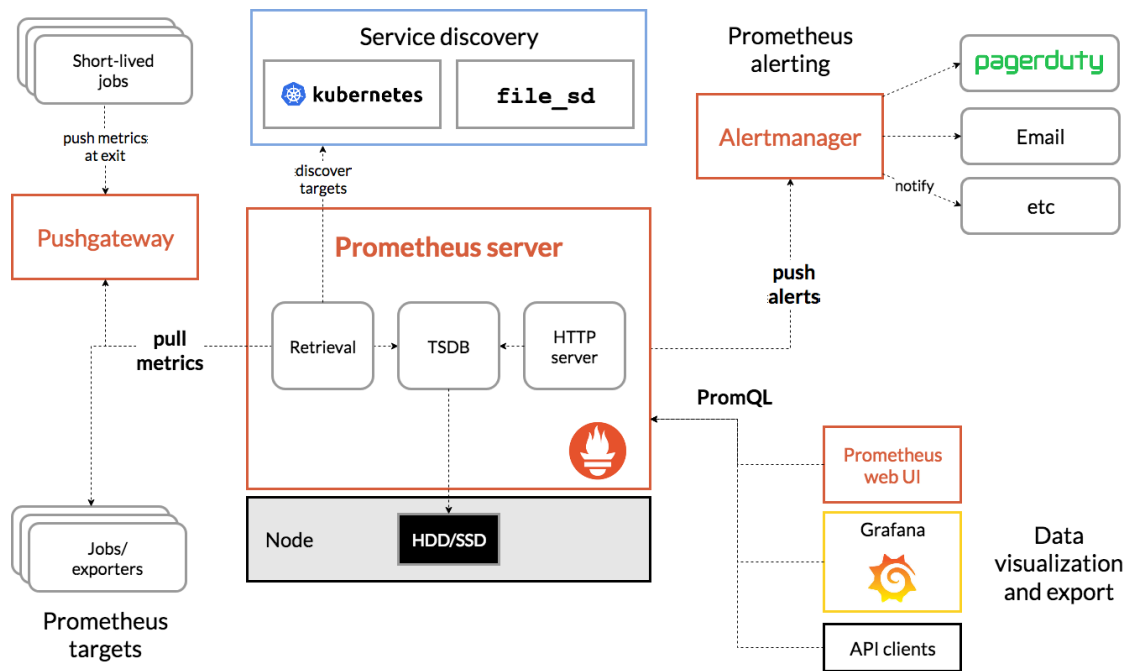 Short-lived
jobs
push metrics
at exit
Pushgateway
Service discovery
kubernetes
file_sd
discover
targets
Prometheus
alerting
Alertmanager
pagerduty
Email
notify
etc
Prometheus server
Retrieval
TSDB
HTTP
server
pull
metrics
push
alerts
PromQL
Node
HDD/SSD
Jobs/
exporters
Prometheus
targets
Prometheus
web UI
Grafana
API clients
Data
visualization
and export